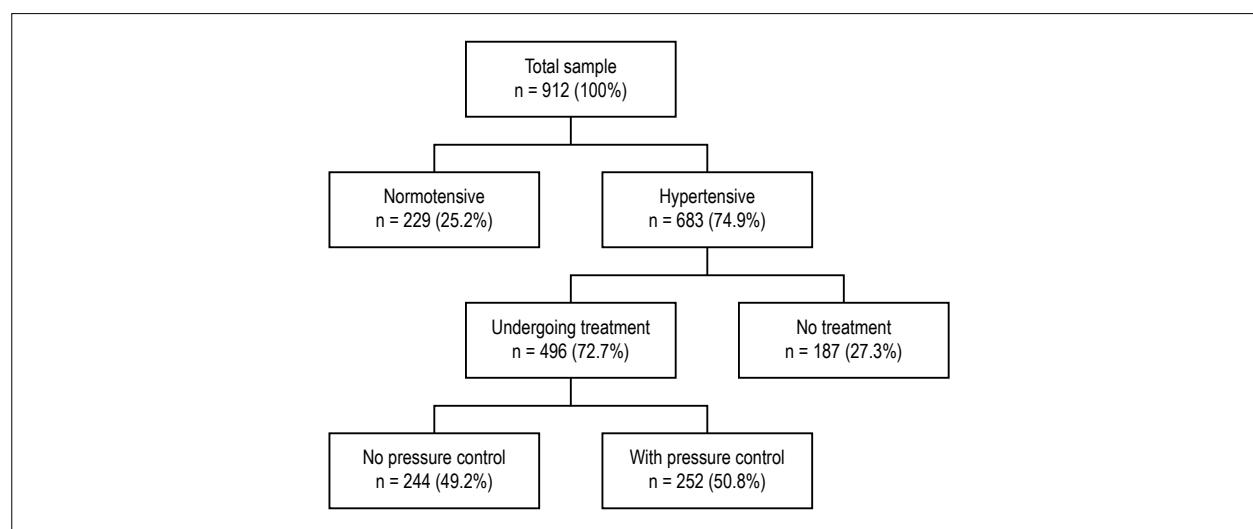 Total sample
n = 912 (100%)
Normotensive
n = 229 (25.2%)
Hypertensive
n = 683 (74.9%)
Undergoing treatment
n = 496 (72.7%)
No treatment
n = 187 (27.3%)
No pressure control
n = 244 (49.2%)
With pressure control
n = 252 (50.8%)